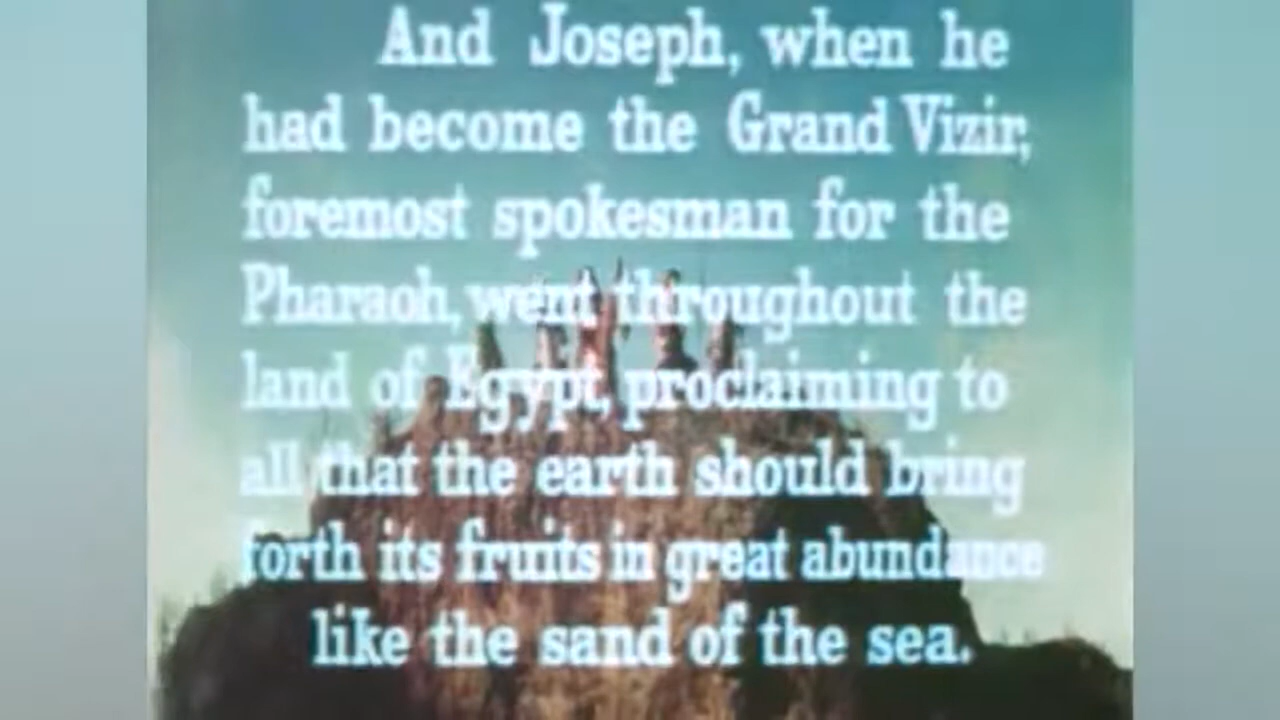 And Joseph, when he
had become the Grand Vizir,
foremost spokesman for the
Pharaoh, went throughout the
land of Egypt, proclaiming to
all that the earth should bring
forth its fruits in great abundance
like the sand of the sea.